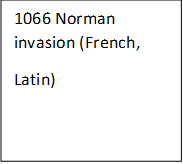 1066 Norman
invasion (French,
Latin)